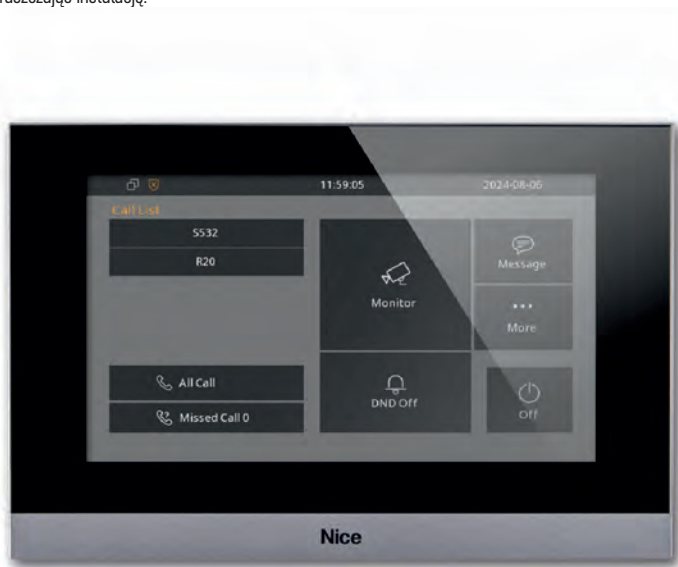 11:59:05
2024-08-06
Call List
S532
R20
Monitor
Message
More
All Call
Missed Call 0
DND Off
Off
Nice